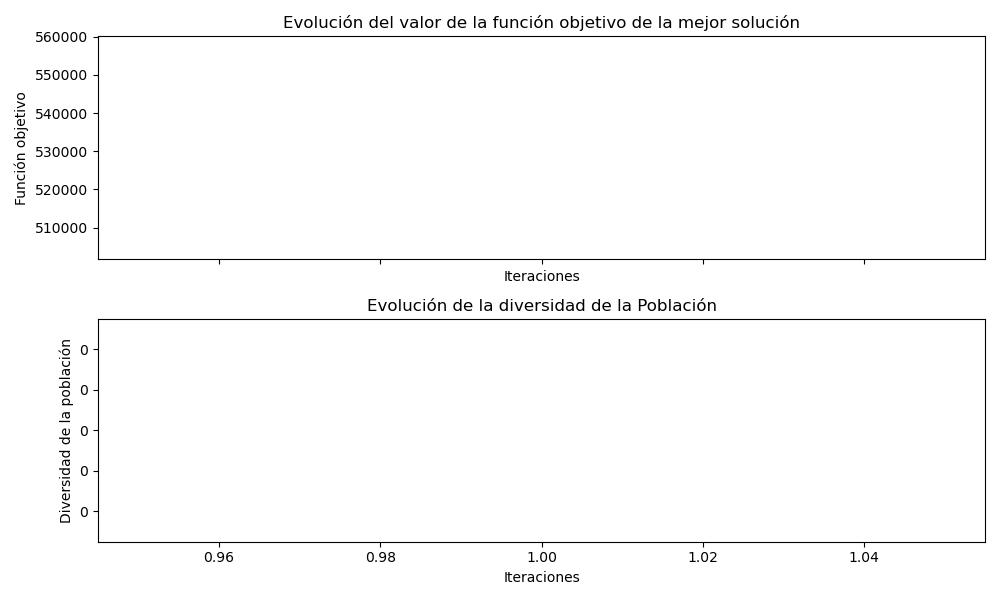 Evolución del valor de la función objetivo de la mejor solución
560000
550000
540000
530000
520000
510000
Función objetivo
Iteraciones
Evolución de la diversidad de la Población
0
0
0
0
0
Diversidad de la población
0.96 0.98 1.00 1.02 1.04
Iteraciones